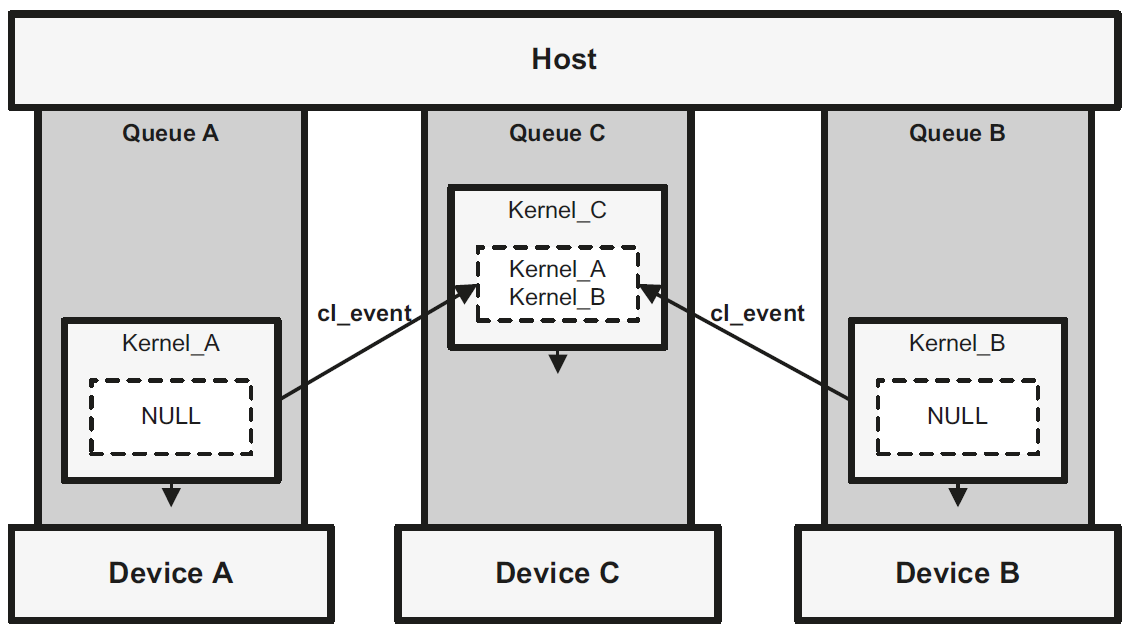 Host
Queue A
Queue C
Queue B
Kernel_C
Kernel_A
Kernel_B
cl_event
cl_event
Kernel_A
NULL
Kernel_B
NULL
Device A
Device C
Device B